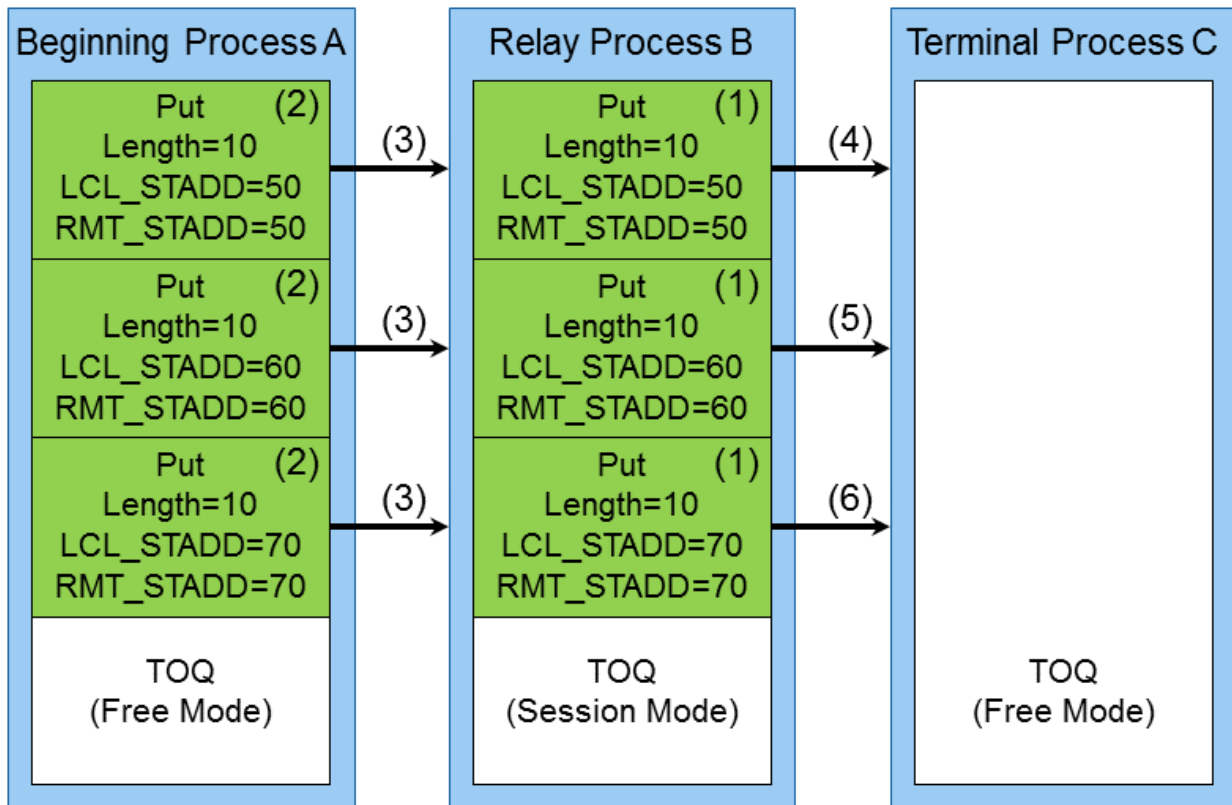 Beginning Process A
Relay Process B
Terminal Process C
Put
(2)
Length=10
LCL_STADD=50
RMT_STADD=50
(3)
Put
(1)
Length=10
LCL_STADD=50
RMT_STADD=50
(4)
Put
(2)
Length=10
LCL_STADD=60
RMT_STADD=60
(3)
Put
(1)
Length=10
LCL_STADD=60
RMT_STADD=60
(5)
Put
(2)
Length=10
LCL_STADD=70
RMT_STADD=70
(3)
Put
(1)
Length=10
LCL_STADD=70
RMT_STADD=70
(6)
TOQ
(Free Mode)
TOQ
(Session Mode)
TOQ
(Free Mode)